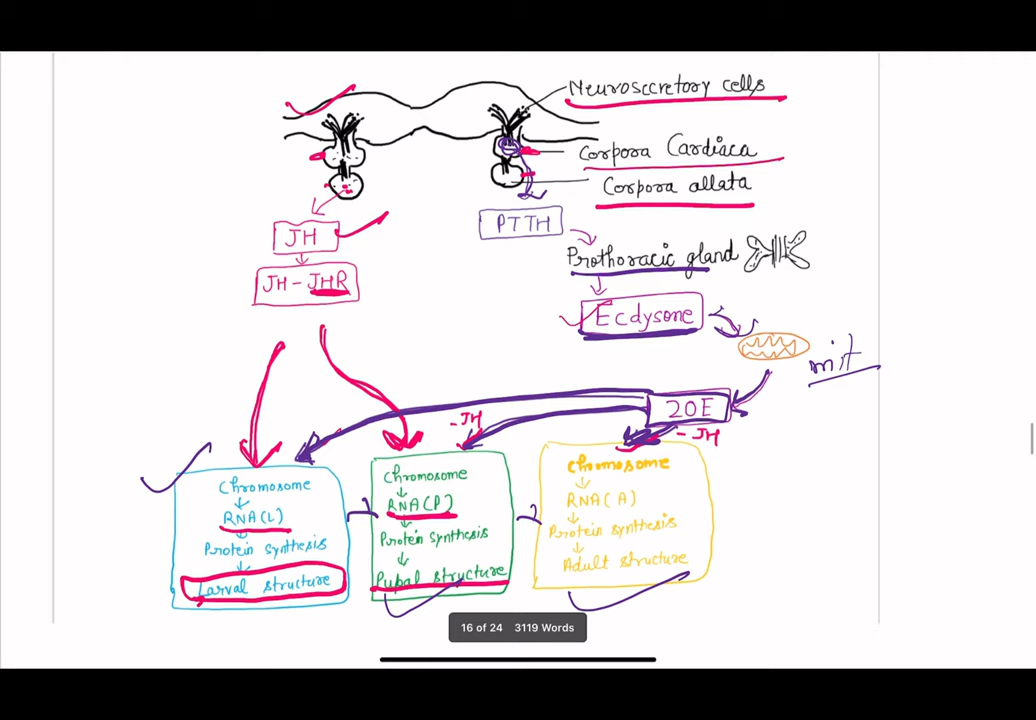 Neurosecretory cells
Corpora Cardiaca
Corpora allata
JH
PTTH
JH-JHR
Prothoracic gland
Ecdysone
mit
20E
-JH
-JH
Chromosome
RNA(L)
Protein synthesis
Larval structure
Chromosome
RNA(P)
Protein synthesis
Pupal structure
Chromosome
RNA(A)
Protein synthesis
Adult structure
16 of 24 3119 Words